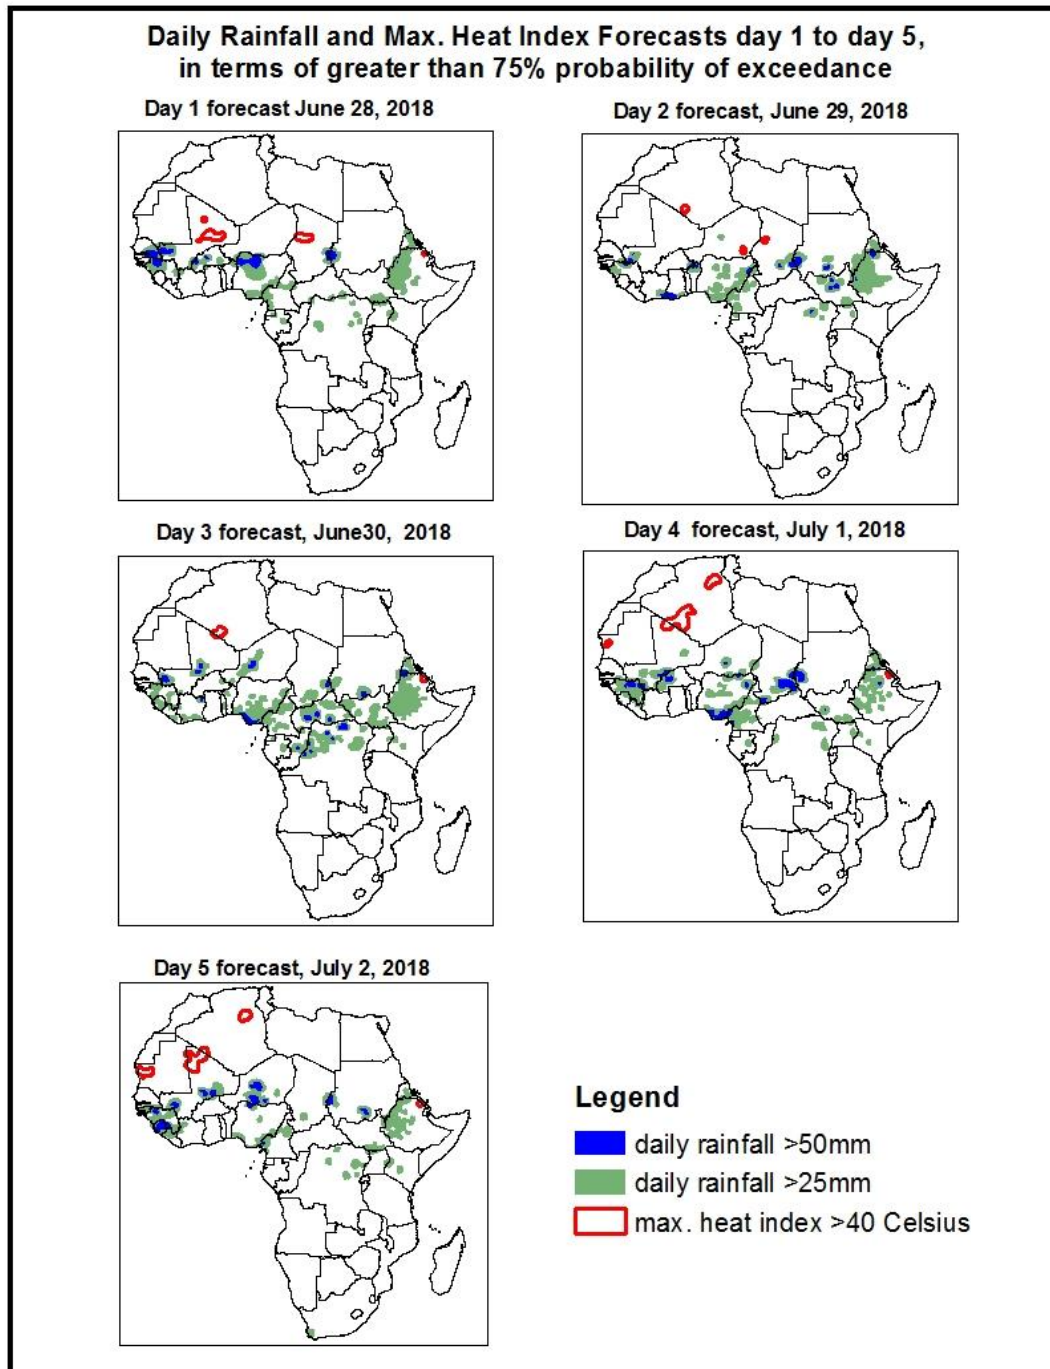 Daily Rainfall and Max. Heat Index Forecasts day 1 to day 5,
in terms of greater than 75% probability of exceedance
Day 1 forecast June 28, 2018
Day 2 forecast, June 29, 2018
Day 3 forecast, June30, 2018
Day 4 forecast, July 1, 2018
Day 5 forecast, July 2, 2018
Legend
daily rainfall >50mm
daily rainfall >25mm
max. heat index >40 Celsius